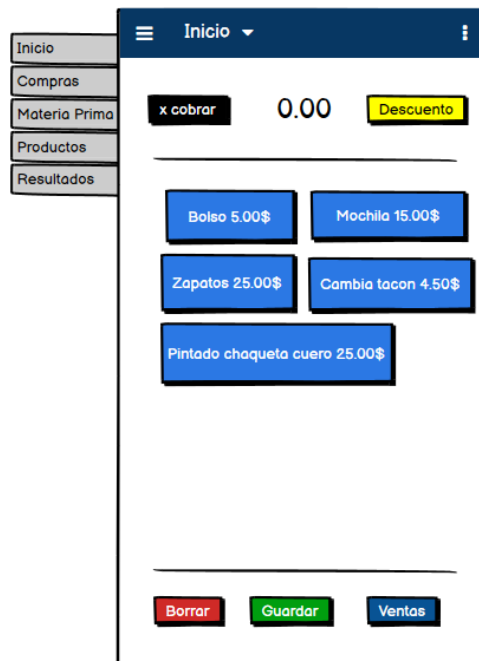 Inicio
Compras
Materia Prima
Productos
Resultados
Inicio
x cobrar 0.00 Descuento
Bolso 5.00$ Mochila 15.00$
Zapatos 25.00$ Cambia tacon 4.50$
Pintado chaqueta cuero 25.00$
Borrar Guardar Ventas